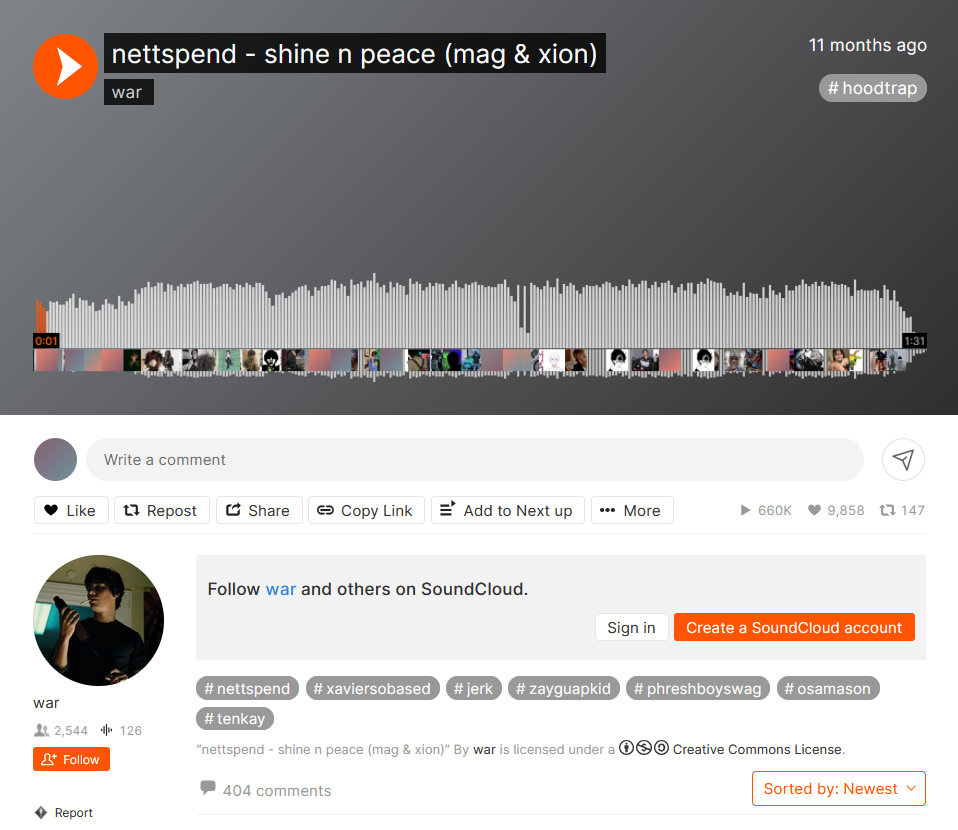 nettspend - shine n peace (mag & xion)
11 months ago
war
# hoodtrap
0:01
1:31
Write a comment
Like
Repost
Share
Copy Link
Add to Next up
More
660K
9,858
147
Follow war and others on SoundCloud.
Sign in
Create a SoundCloud account
# nettspend
# xaviersobased
# jerk
# zayguapkid
# phreshboyswag
# osamason
# tenkay
war
2,544
126
Follow
Report
“nettspend - shine n peace (mag & xion)” By war is licensed under a Creative Commons License.
404 comments
Sorted by: Newest